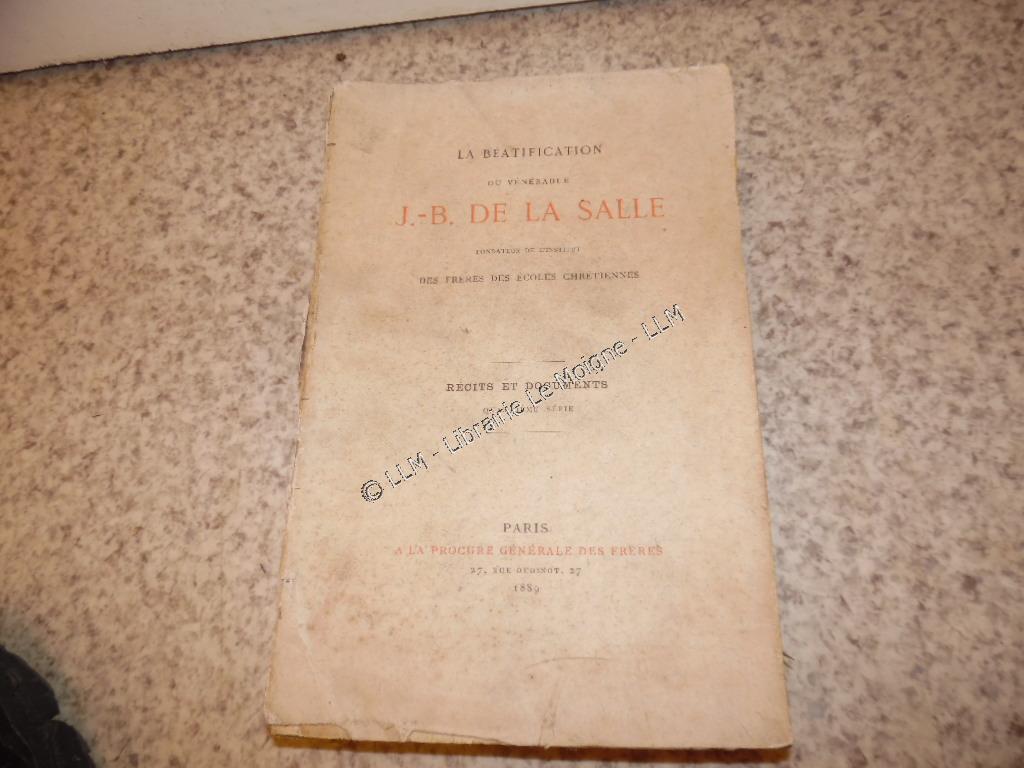 LA BÉATIFICATION
DU VÉNÉRABLE
J.-B. DE LA SALLE
FONDATEUR DE L'INSTITUT
DES FRÈRES DES ÉCOLES CHRÉTIENNES
RÉCITS ET DOCUMENTS
SÉRIE
© LLM - Librairie Le Moigne - LLM
PARIS
A LA PROCURE GÉNÉRALE DES FRÈRES
27, RUE OUDINOT, 27
1889